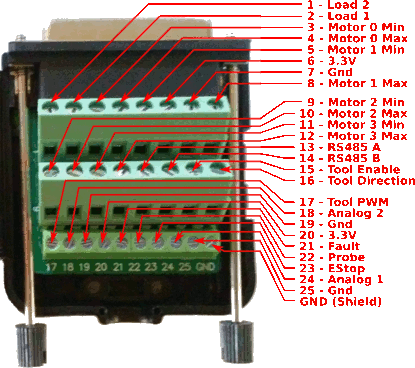 1 - Load 2
2 - Load 1
3 - Motor 0 Min
4 - Motor 0 Max
5 - Motor 1 Min
6 - 3.3V
7 - Gnd
8 - Motor 1 Max
9 - Motor 2 Min
10 - Motor 2 Max
11 - Motor 3 Min
12 - Motor 3 Max
13 - RS485 A
14 - RS485 B
15 - Tool Enable
16 - Tool Direction
17 - Tool PWM
18 - Analog 2
19 - Gnd
20 - 3.3V
21 - Fault
22 - Probe
23 - EStop
24 - Analog 1
25 - Gnd
GND (Shield)
17 18 19 20 21 22 23 24 25 GND